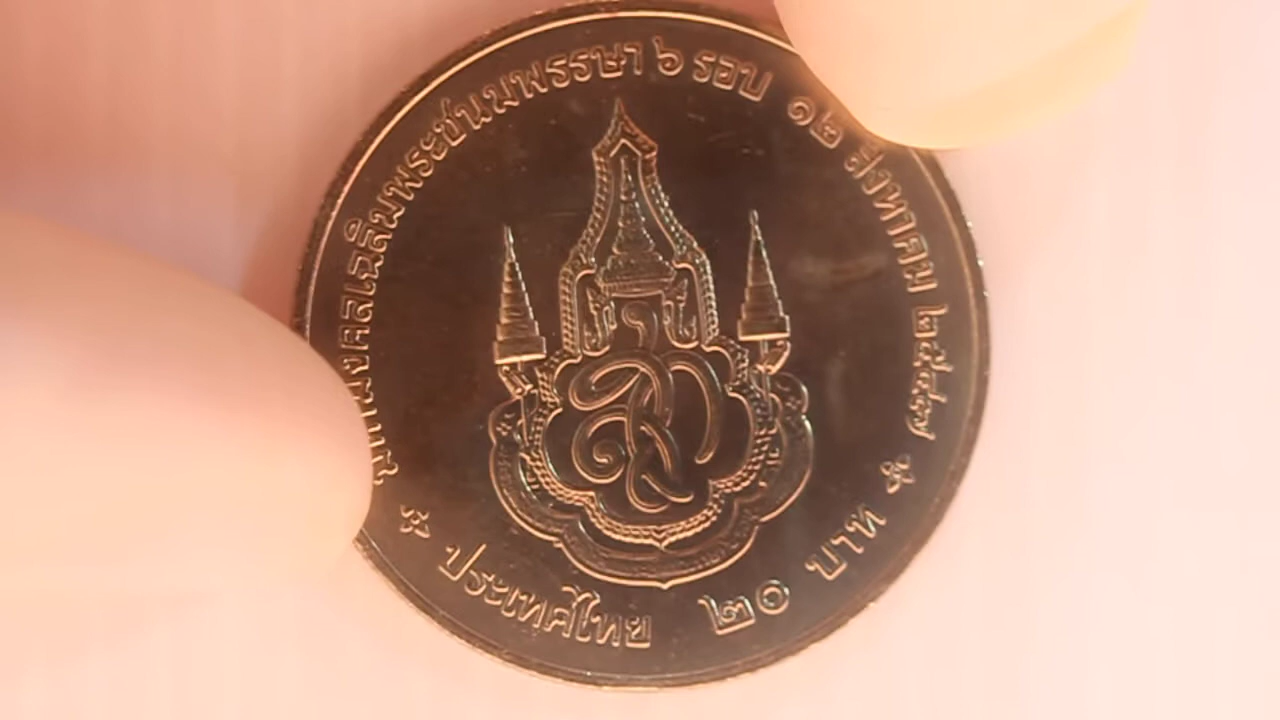 มงคลเฉลิมพระชนมพรรษา ๖ รอบ ๑๒ สิงหาคม ๒๕๔๗
ประเทศไทย ๒๐ บาท